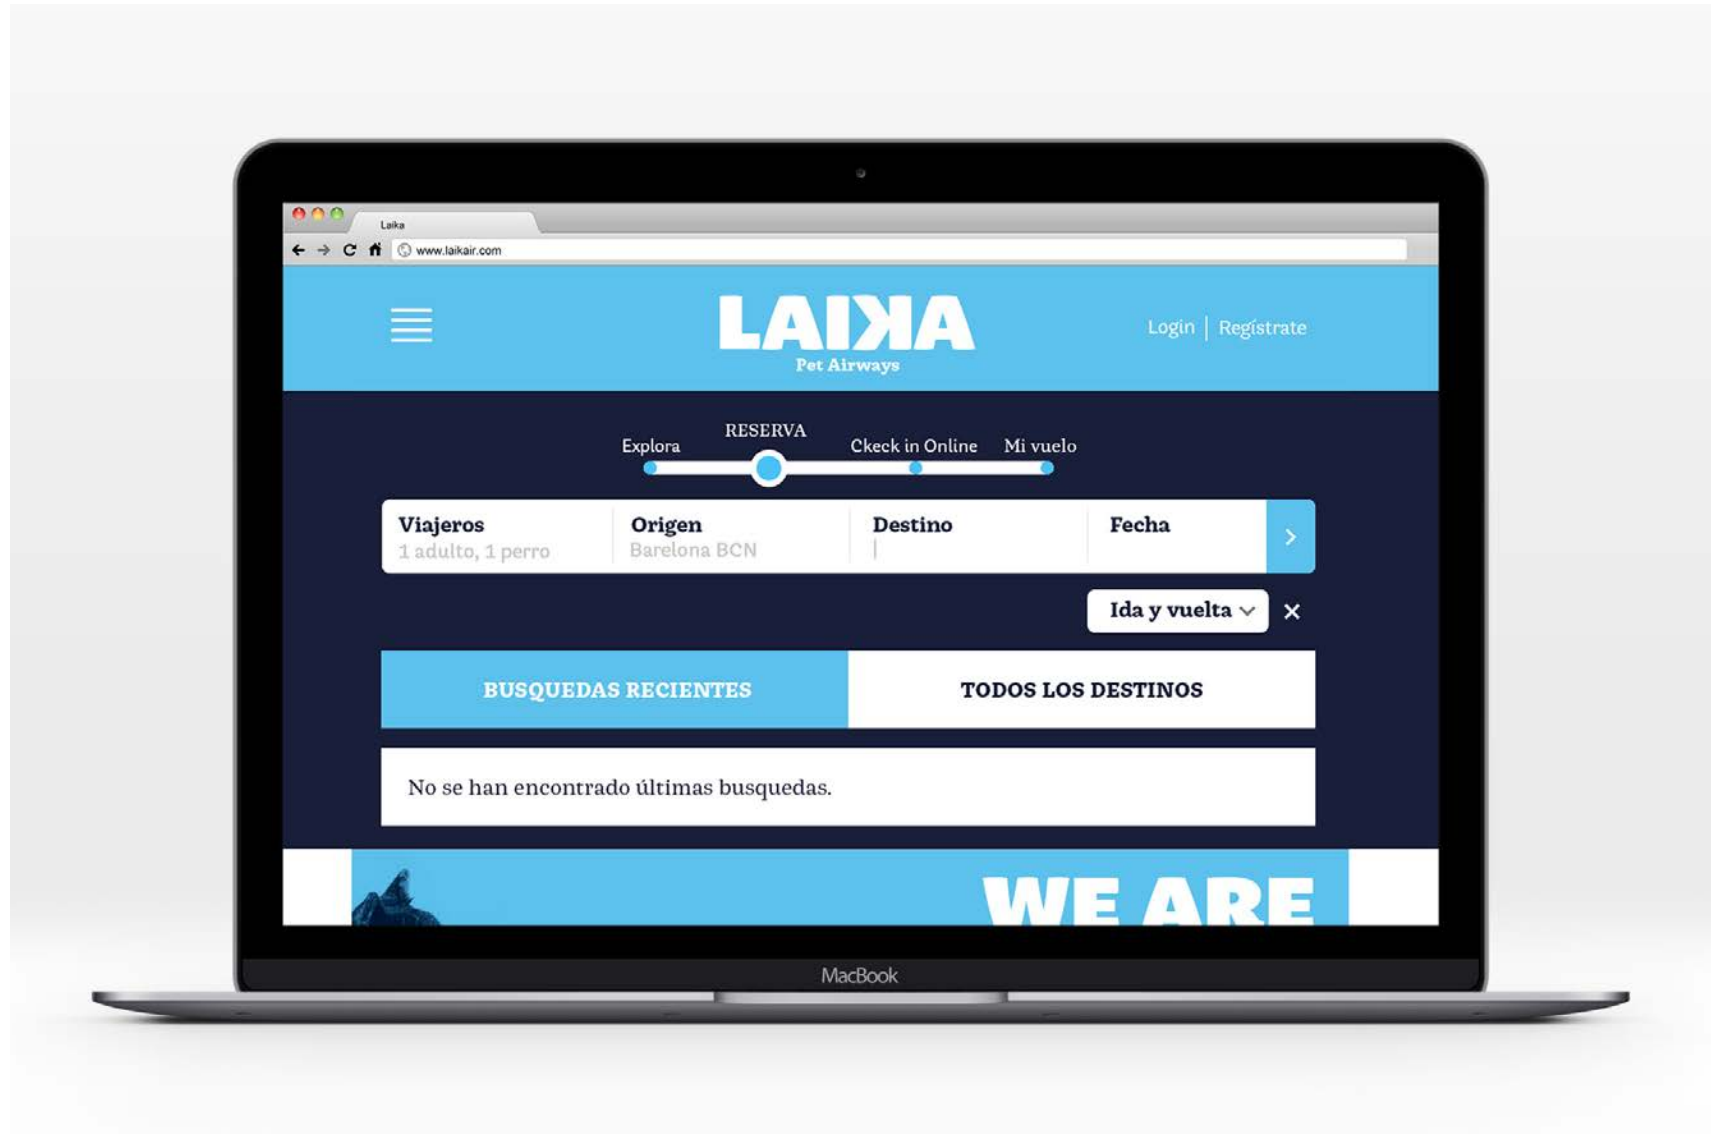 Laika
www.laikair.com
LAIKA
Pet Airways
Login | Regístrate
Explora
RESERVA
Ckeck in Online
Mi vuelo
Viajeros
1 adulto, 1 perro
Origen
Barelona BCN
Destino
Fecha
Ida y vuelta
BUSQUEDAS RECIENTES
TODOS LOS DESTINOS
No se han encontrado últimas busquedas.
WE ARE
MacBook